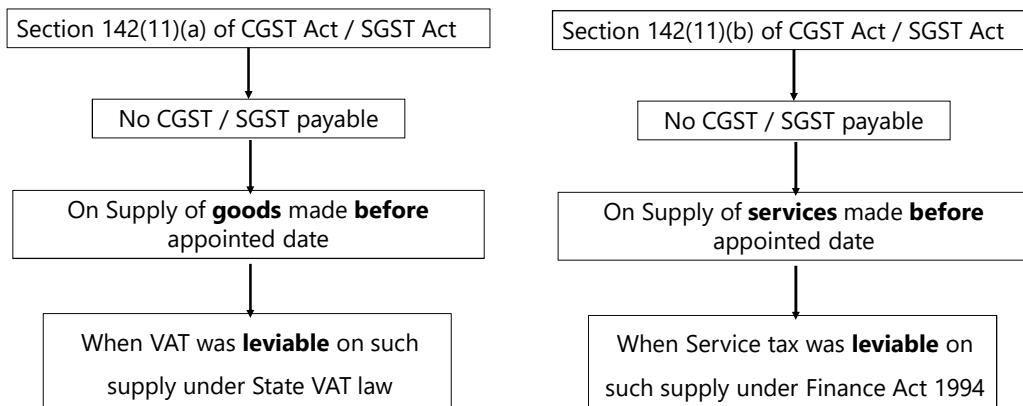 Section 142(11)(a) of CGST Act / SGST Act
No CGST / SGST payable
On Supply of goods made before
appointed date
When VAT was leviable on such
supply under State VAT law
Section 142(11)(b) of CGST Act / SGST Act
No CGST / SGST payable
On Supply of services made before
appointed date
When Service tax was leviable on
such supply under Finance Act 1994